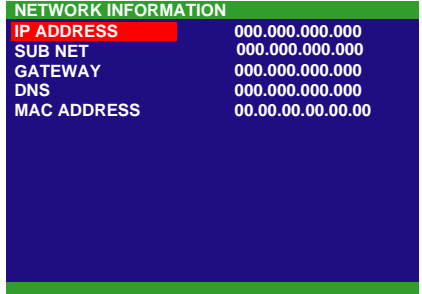 NETWORK INFORMATION
IP ADDRESS 000.000.000.000
SUB NET 000.000.000.000
GATEWAY 000.000.000.000
DNS 000.000.000.000
MAC ADDRESS 00.00.00.00.00.00